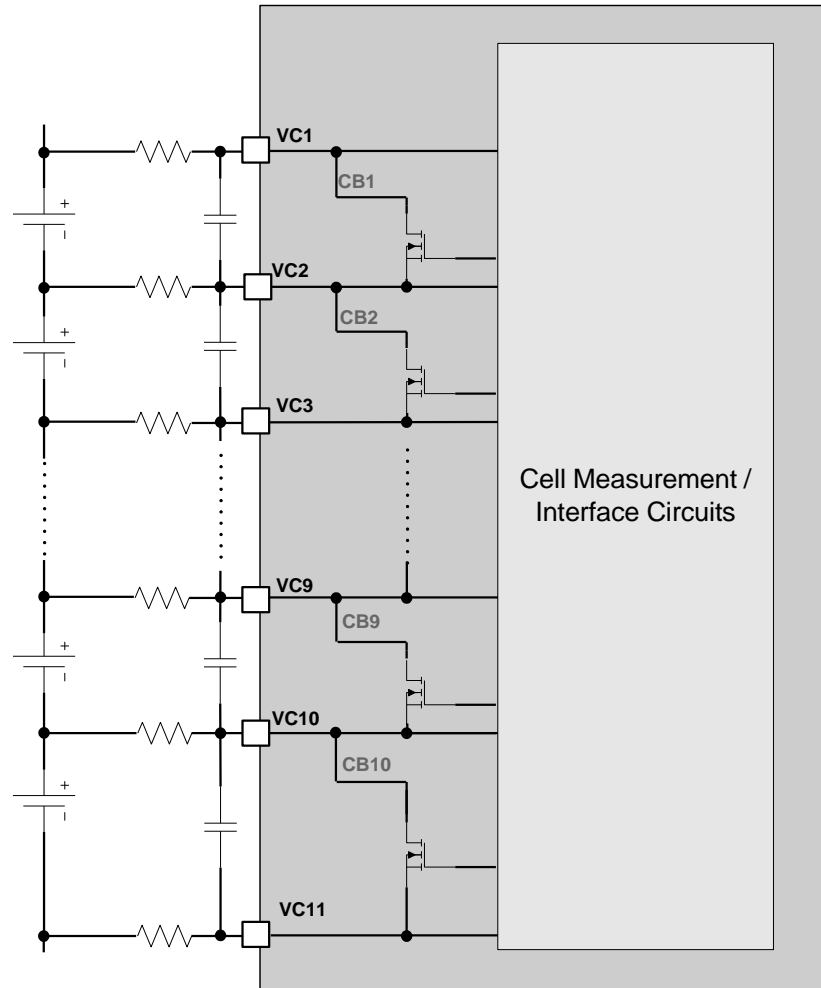 VC1
CB1
+
–
VC2
CB2
+
–
VC3
Cell Measurement /
Interface Circuits
VC9
CB9
+
–
VC10
CB10
+
–
VC11